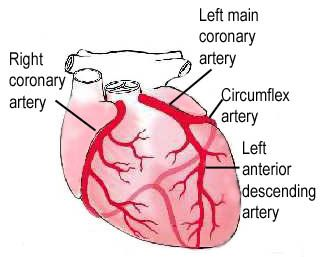 Left main
coronary
artery
Right
coronary
artery
Circumflex
artery
Left
anterior
descending
artery